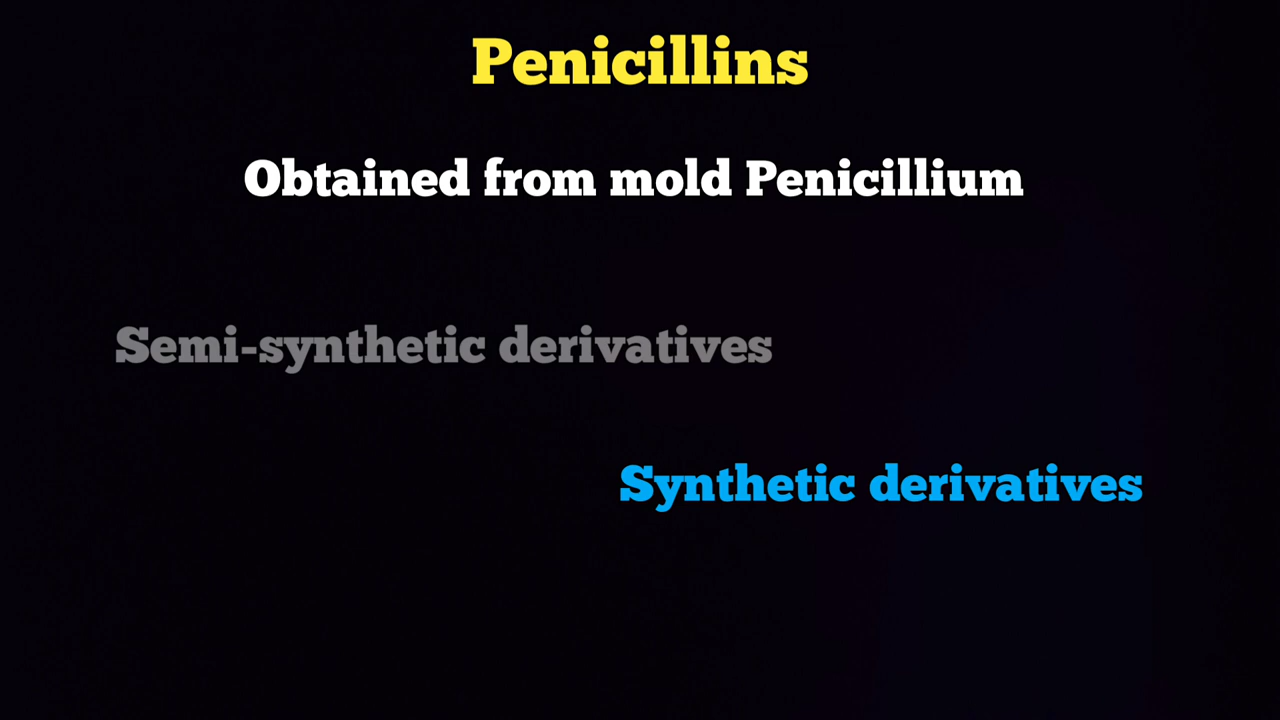 Penicillins
Obtained from mold Penicillium
Semi-synthetic derivatives
Synthetic derivatives